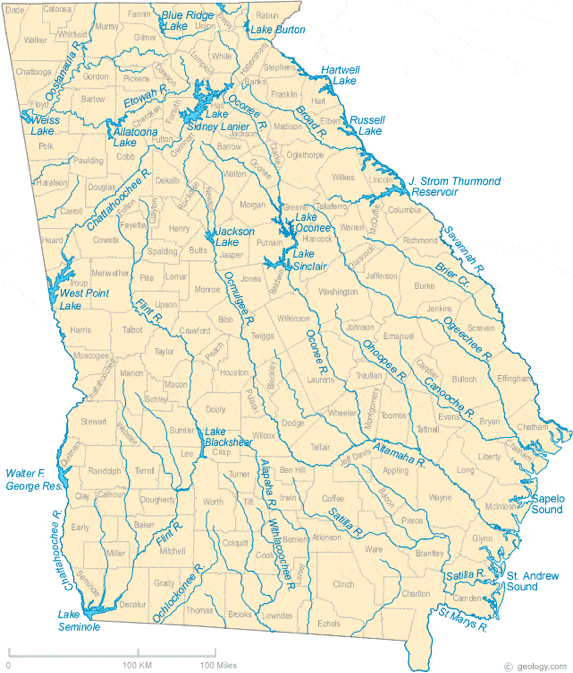 Dade
Catoosa
Fannin
Blue Ridge
Lake
Union
Rabun
Lake Burton
Murray
Walker
Whitfield
Gilmer
White
Habersham
Stephens
Lumpkin
Chattooga
Oostanaula R.
Gordon
Pickens
Dawson
Banks
Franklin
Hartwell
Lake
Hart
Floyd
Bartow
Etowah R.
Cherokee
Forsyth
Hall
Lake
Sidney Lanier
Oconee R.
Jackson
Madison
Broad R.
Elbert
Russell
Lake
Weiss
Lake
Allatoona
Lake
Polk
Cobb
Fulton
Gwinnett
Barrow
Clarke
Oglethorpe
Paulding
Haralson
Douglas
Dekalb
Walton
Oconee
Wilkes
Lincoln
J. Strom Thurmond
Reservoir
Chattahoochee R.
Carroll
Fulton
Clayton
Rockdale
Newton
Morgan
Greene
Taliaferro
McDuffie
Columbia
Fayette
Heard
Coweta
Spalding
Butts
Jackson
Lake
Jasper
Putnam
Lake
Oconee
Hancock
Warren
Richmond
Savannah R.
Lake
Sinclair
Glascock
Brier Cr.
Troup
Meriwether
Pike
Lamar
Monroe
Jones
Baldwin
Washington
Jefferson
Burke
West Point
Lake
Upson
Ocmulgee R.
Flint R.
Bibb
Wilkinson
Jenkins
Screven
Harris
Talbot
Crawford
Twiggs
Johnson
Emanuel
Ogeechee R.
Muscogee
Taylor
Peach
Oconee R.
Ohoopee R.
Chattahoochee
Marion
Macon
Houston
Bleckley
Laurens
Treutlen
Candler
Bulloch
Effingham
Canoochee R.
Schley
Dooly
Pulaski
Wheeler
Montgomery
Toombs
Evans
Bryan
Chatham
Stewart
Webster
Sumter
Lake
Blackshear
Wilcox
Dodge
Telfair
Tattnall
Chatham
Quitman
Randolph
Terrell
Lee
Crisp
Jeff Davis
Altamaha R.
Liberty
Long
Walter F.
George Res.
Clay
Calhoun
Dougherty
Turner
Ben Hill
Alapaha R.
Appling
Wayne
McIntosh
Sapelo
Sound
Worth
Tift
Irwin
Coffee
Bacon
Early
Baker
Flint R.
Mitchell
Colquitt
Cook
Berrien
Withlacoochee R.
Atkinson
Satilla R.
Pierce
Chattahoochee R.
Miller
Ware
Brantley
Glynn
Seminole
Grady
Ochlockonee R.
Lanier
Clinch
Satilla R.
St. Andrew
Sound
Lake
Seminole
Decatur
Thomas
Brooks
Lowndes
Echols
Charlton
Camden
St Marys R.
0
100 KM
100 Miles
© geology.com